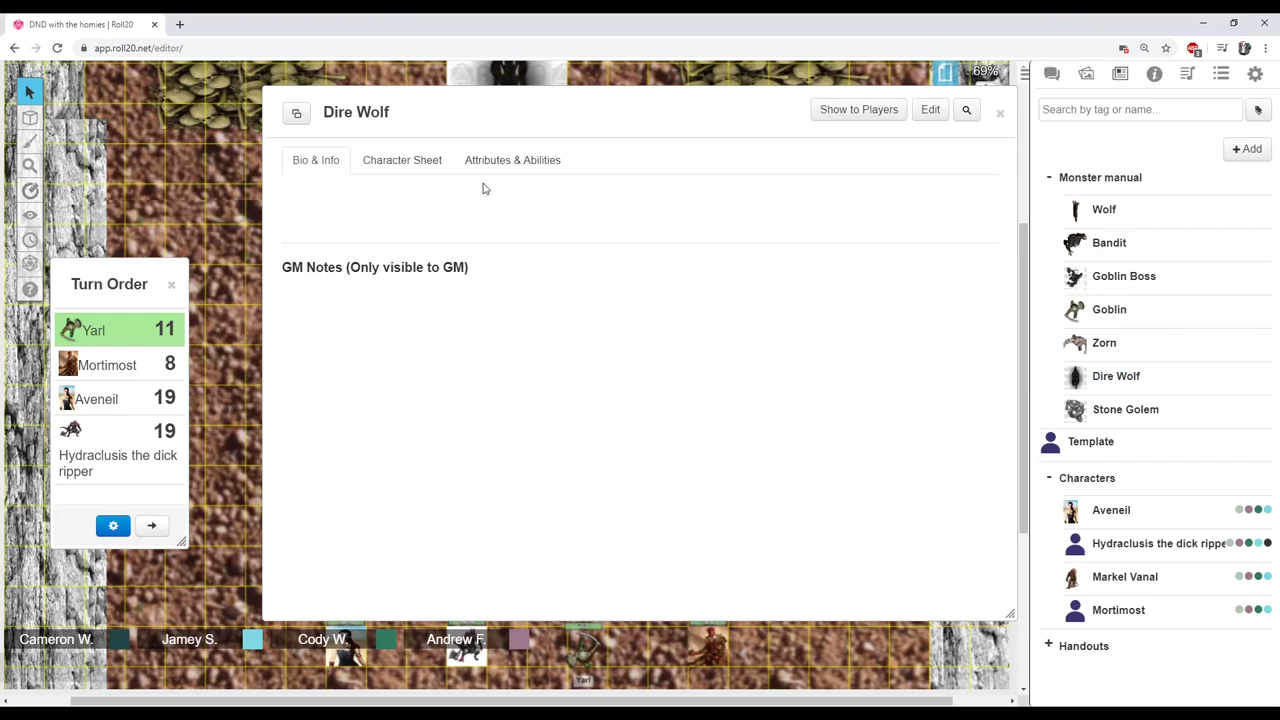 DND with the homies | Roll20
app.roll20.net/editor/
69%
Dire Wolf
Show to Players
Edit
Bio & Info
Character Sheet
Attributes & Abilities
GM Notes (Only visible to GM)
Turn Order
Yarl 11
Mortimost 8
Aveneil 19
19
Hydraclusis the dick
ripper
Cameron W.
Jamey S.
Cody W.
Andrew F.
Yarl
Search by tag or name...
+ Add
- Monster manual
Wolf
Bandit
Goblin Boss
Goblin
Zorn
Dire Wolf
Stone Golem
Template
- Characters
Aveneil
Hydraclusis the dick rippe
Markel Vanal
Mortimost
+ Handouts